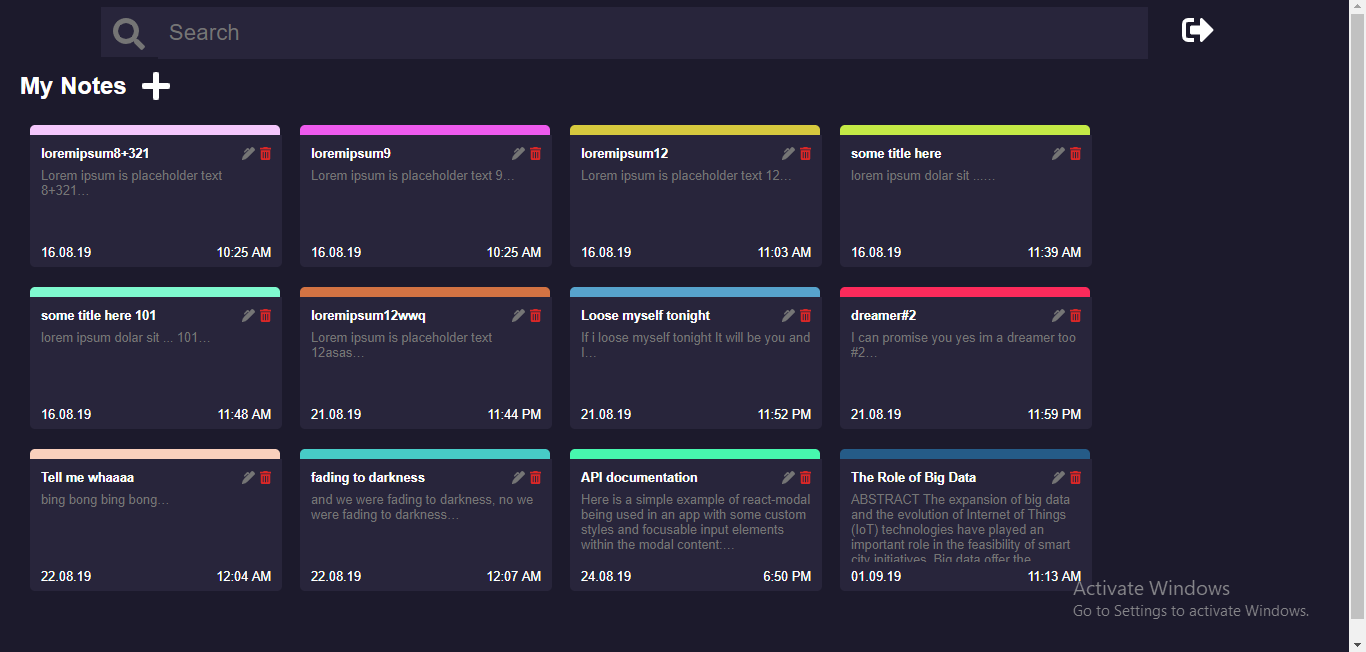 Search
My Notes
loremipsum8+321
Lorem ipsum is placeholder text
8+321...
16.08.19 10:25 AM
loremipsum9
Lorem ipsum is placeholder text 9...
16.08.19 10:25 AM
loremipsum12
Lorem ipsum is placeholder text 12...
16.08.19 11:03 AM
some title here
lorem ipsum dolar sit ......
16.08.19 11:39 AM
some title here 101
lorem ipsum dolar sit ... 101...
16.08.19 11:48 AM
loremipsum12wwq
Lorem ipsum is placeholder text
12asas...
21.08.19 11:44 PM
Loose myself tonight
If i loose myself tonight It will be you and
I...
21.08.19 11:52 PM
dreamer#2
I can promise you yes im a dreamer too
#2...
21.08.19 11:59 PM
Tell me whaaaa
bing bong bing bong...
22.08.19 12:04 AM
fading to darkness
and we were fading to darkness, no we
were fading to darkness...
22.08.19 12:07 AM
API documentation
Here is a simple example of react-modal
being used in an app with some custom
styles and focusable input elements
within the modal content:...
24.08.19 6:50 PM
The Role of Big Data
ABSTRACT The expansion of big data
and the evolution of Internet of Things
(IoT) technologies have played an
important role in the feasibility of smart
city initiatives. Big data offer the
01.09.19 11:13 AM
Activate Windows
Go to Settings to activate Windows.